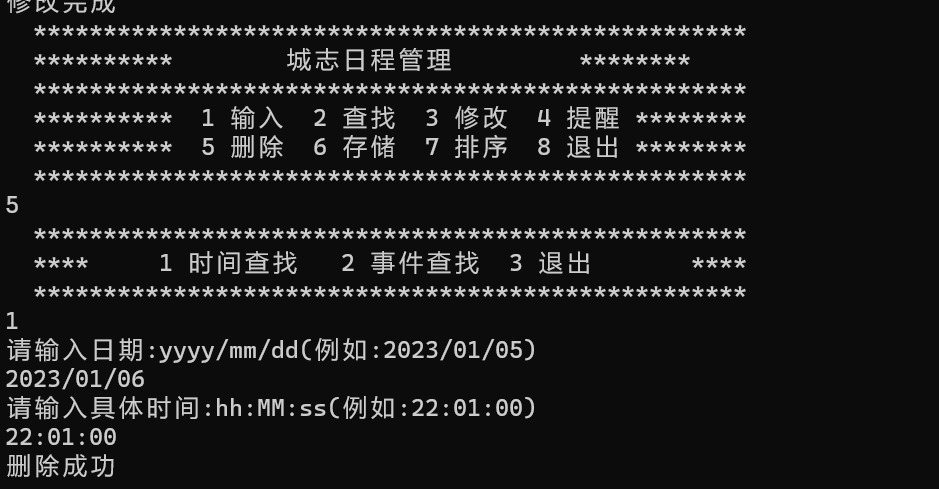 修改完成
***************************************************
********** 城志日程管理 ********
***************************************************
********** 1 输入 2 查找 3 修改 4 提醒 ********
********** 5 删除 6 存储 7 排序 8 退出 ********
***************************************************
5
***************************************************
**** 1 时间查找 2 事件查找 3 退出 ****
***************************************************
1
请输入日期:yyyy/mm/dd(例如:2023/01/05)
2023/01/06
请输入具体时间:hh:MM:ss(例如:22:01:00)
22:01:00
删除成功